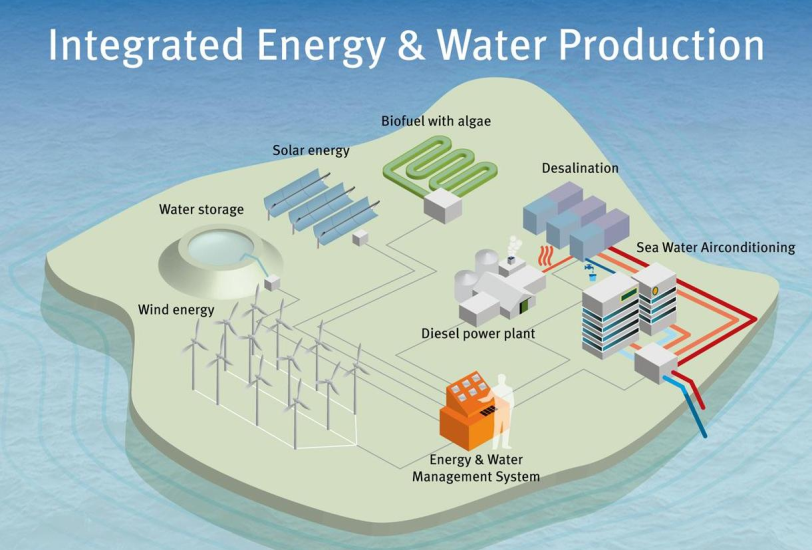 Integrated Energy & Water Production
Biofuel with algae
Solar energy
Desalination
Water storage
Sea Water Airconditioning
Wind energy
Diesel power plant
Energy & Water
Management System